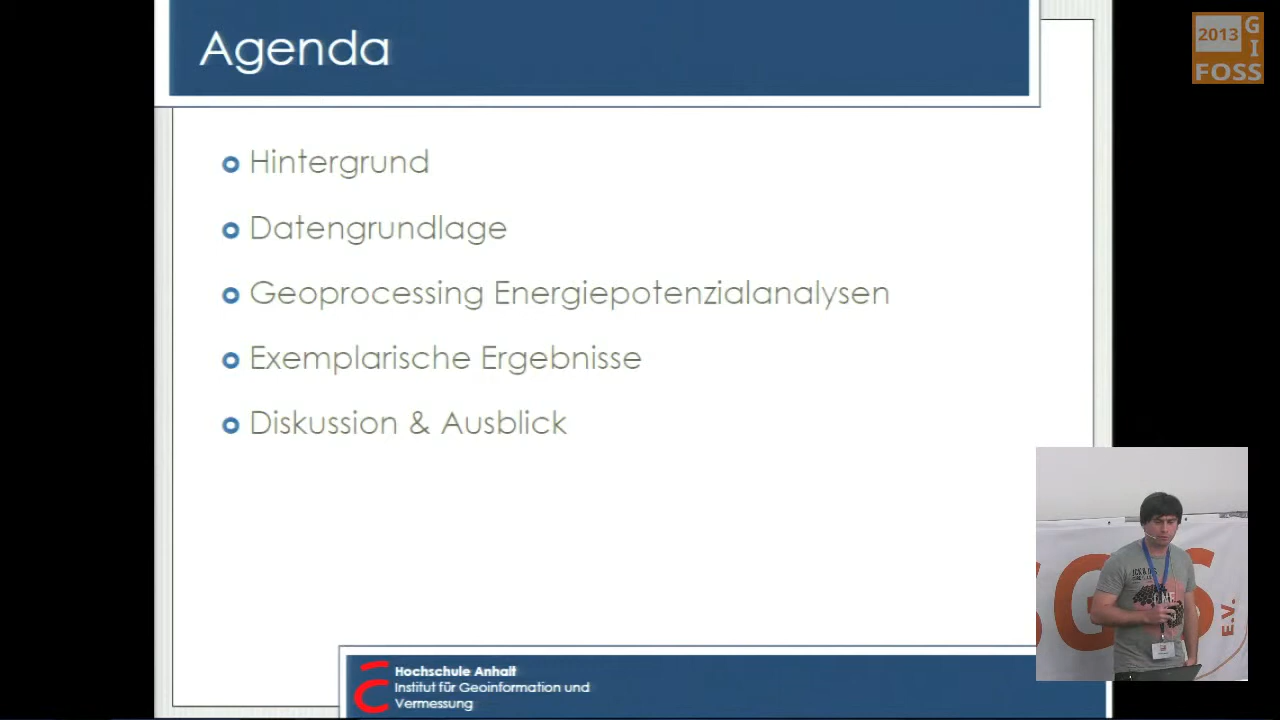 Agenda
2013
GI
FOSS
Hintergrund
Datengrundlage
Geoprocessing Energiepotenzialanalysen
Exemplarische Ergebnisse
Diskussion & Ausblick
E.V.
Hochschule Anhalt
Institut für Geoinformation und
Vermessung